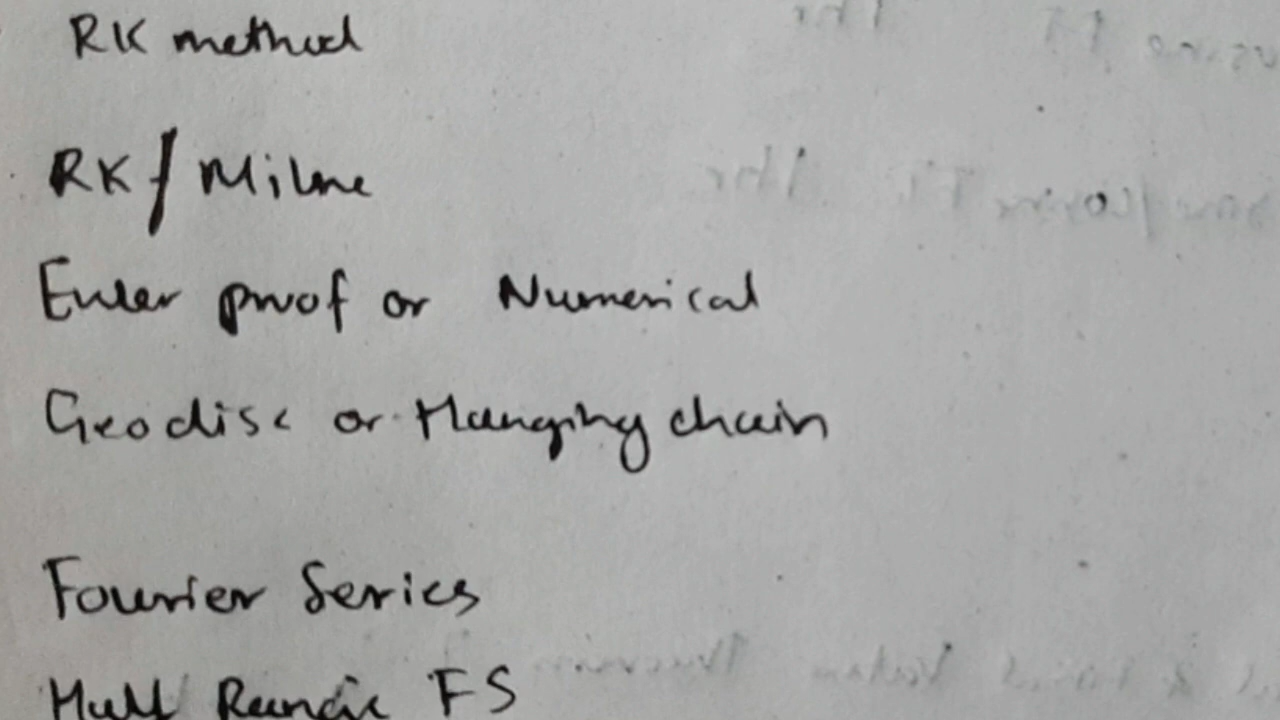 RK method
RK / Milne
Euler proof or Numerical
Geodisc or Hanging chain
Fourier Series
Half Range FS